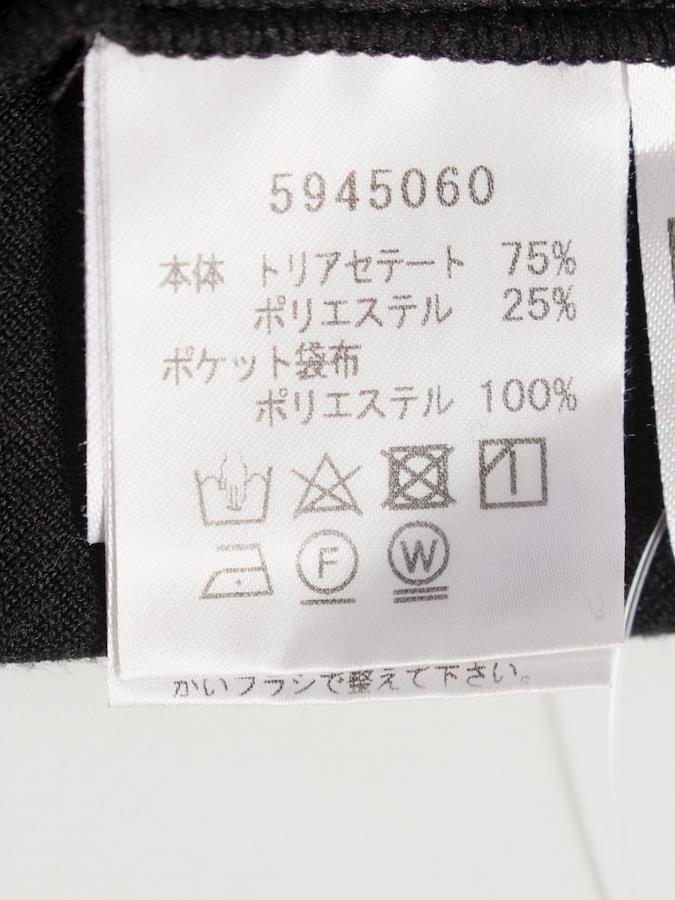 5945060
本体 トリアセテート 75%
ポリエステル 25%
ポケット袋布
ポリエステル 100%
F W
かいブラシで整えて下さい。